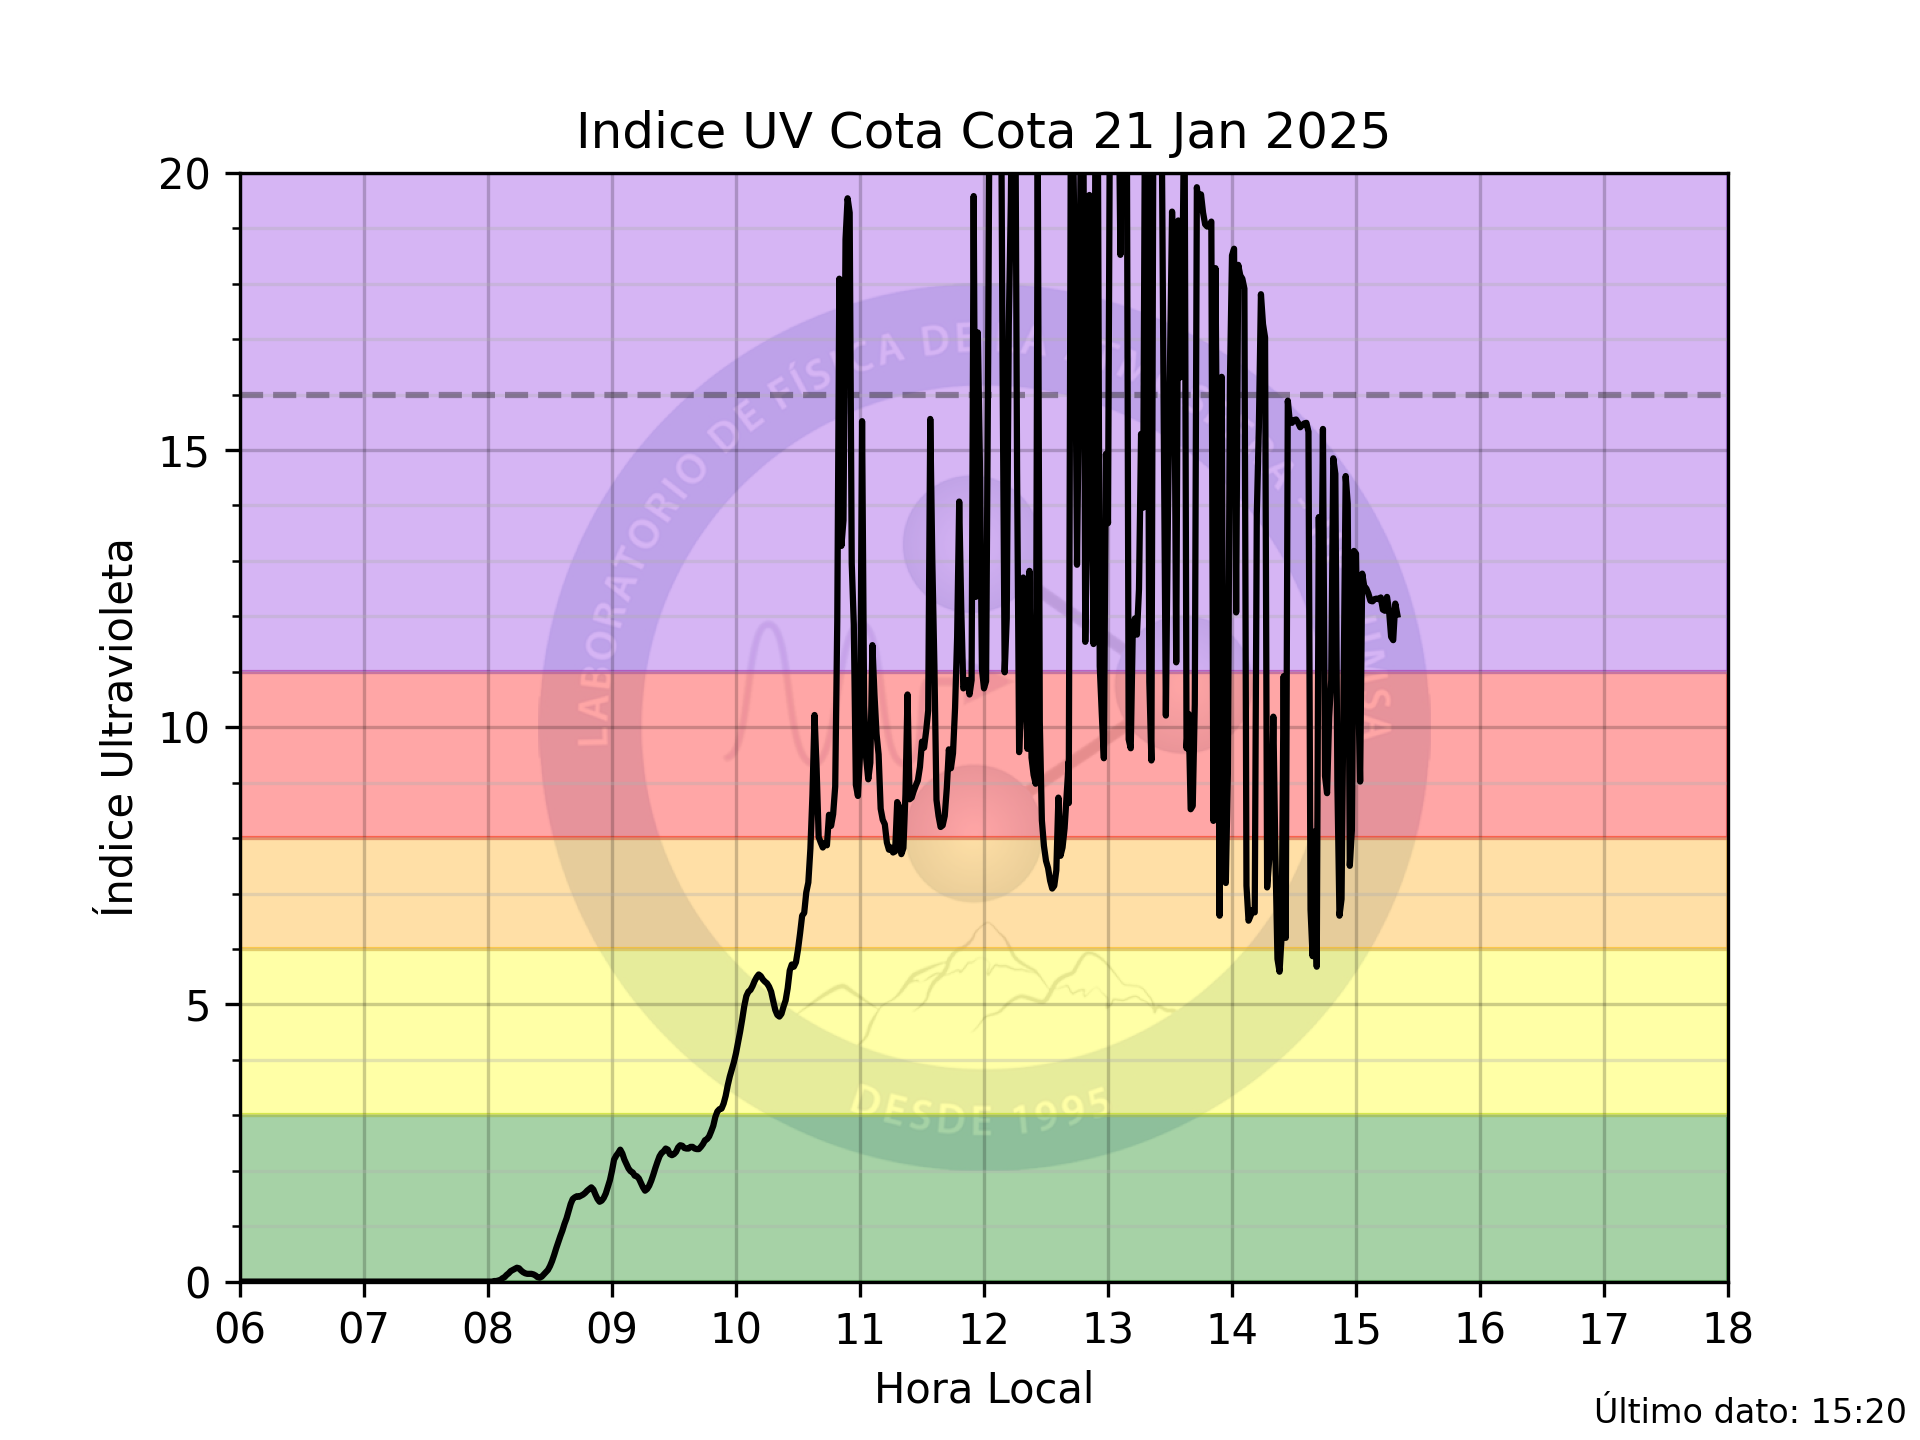 Indice UV Cota Cota 21 Jan 2025
20
15
10
5
0
Índice Ultravioleta
LABORATORIO DE FÍSICA DE LA
UMSA
DESDE 1995
06 07 08 09 10 11 12 13 14 15 16 17 18
Hora Local
Último dato: 15:20